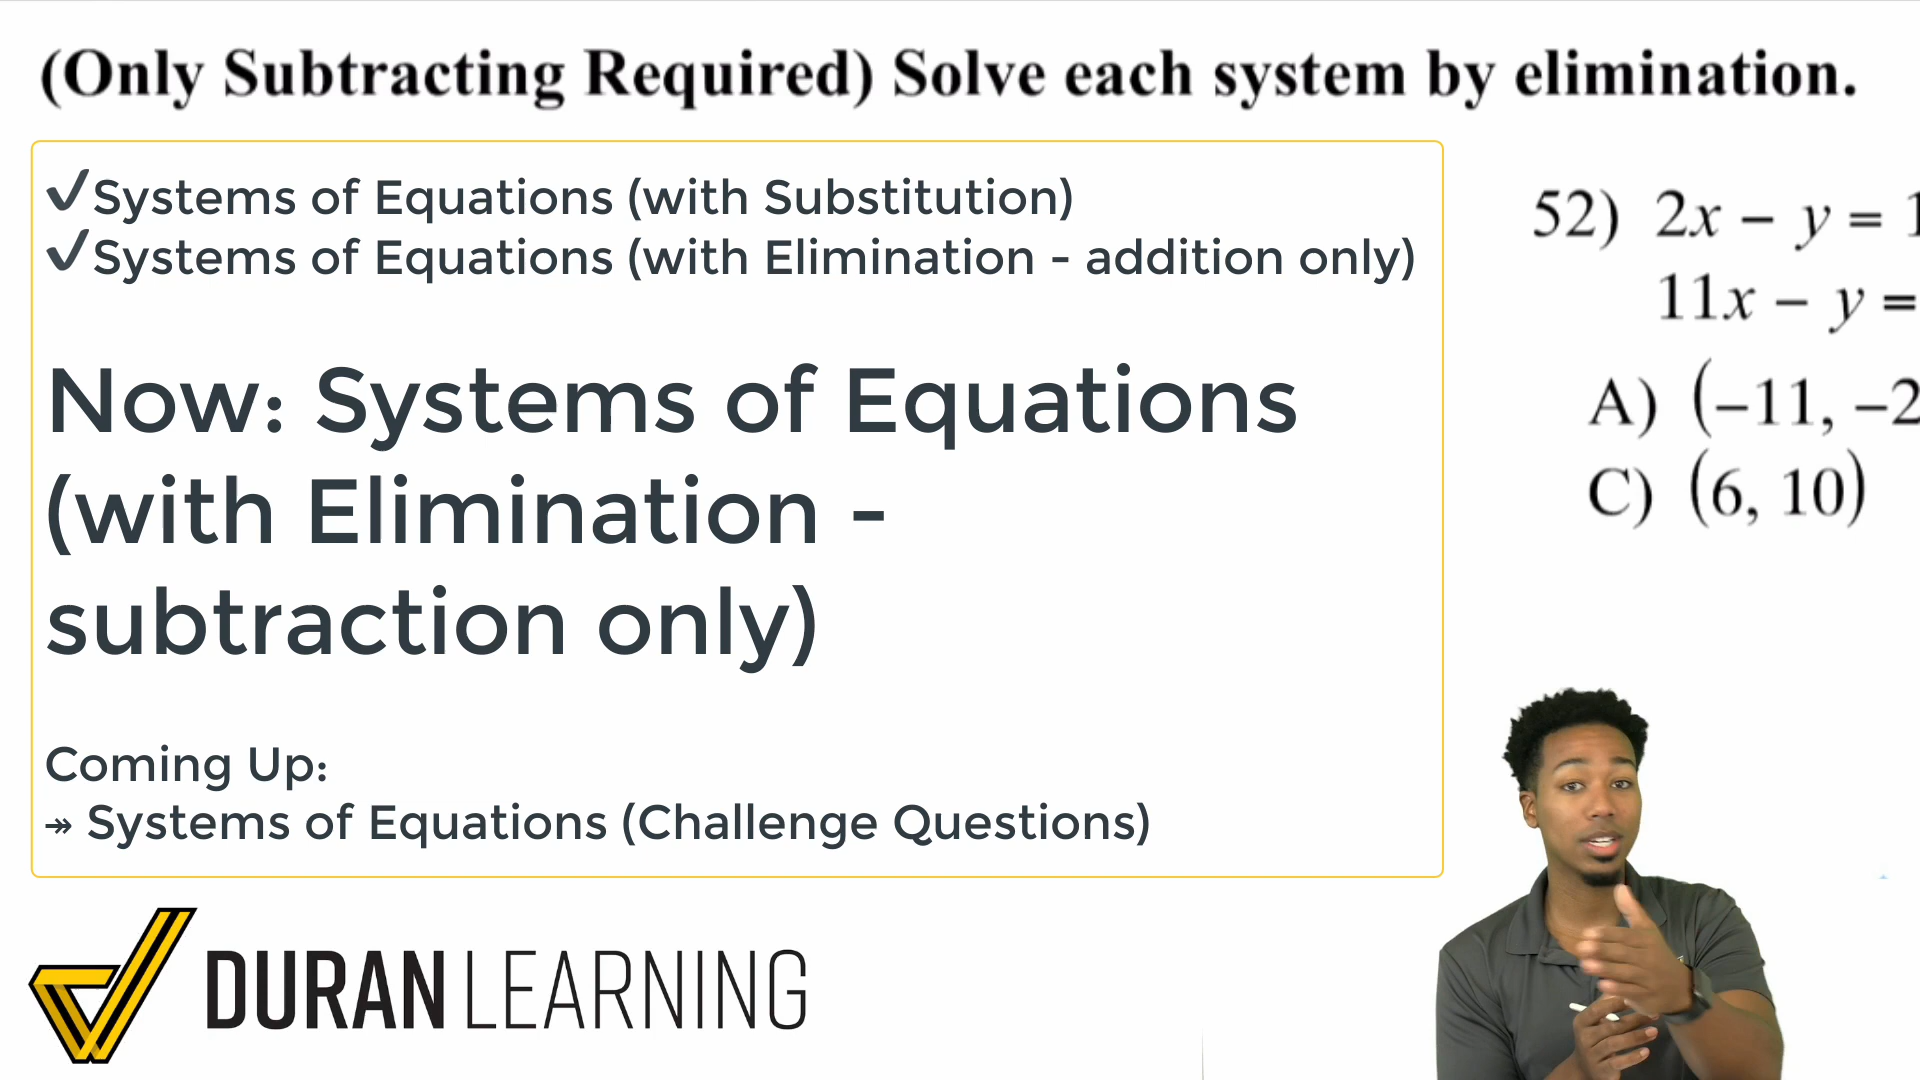 (Only Subtracting Required) Solve each system by elimination.
✓Systems of Equations (with Substitution)
✓Systems of Equations (with Elimination - addition only)
Now: Systems of Equations
(with Elimination -
subtraction only)
Coming Up:
↠ Systems of Equations (Challenge Questions)
52) 2x − y = 1
11x − y =
A) (−11, −2
C) (6, 10)
DURAN LEARNING